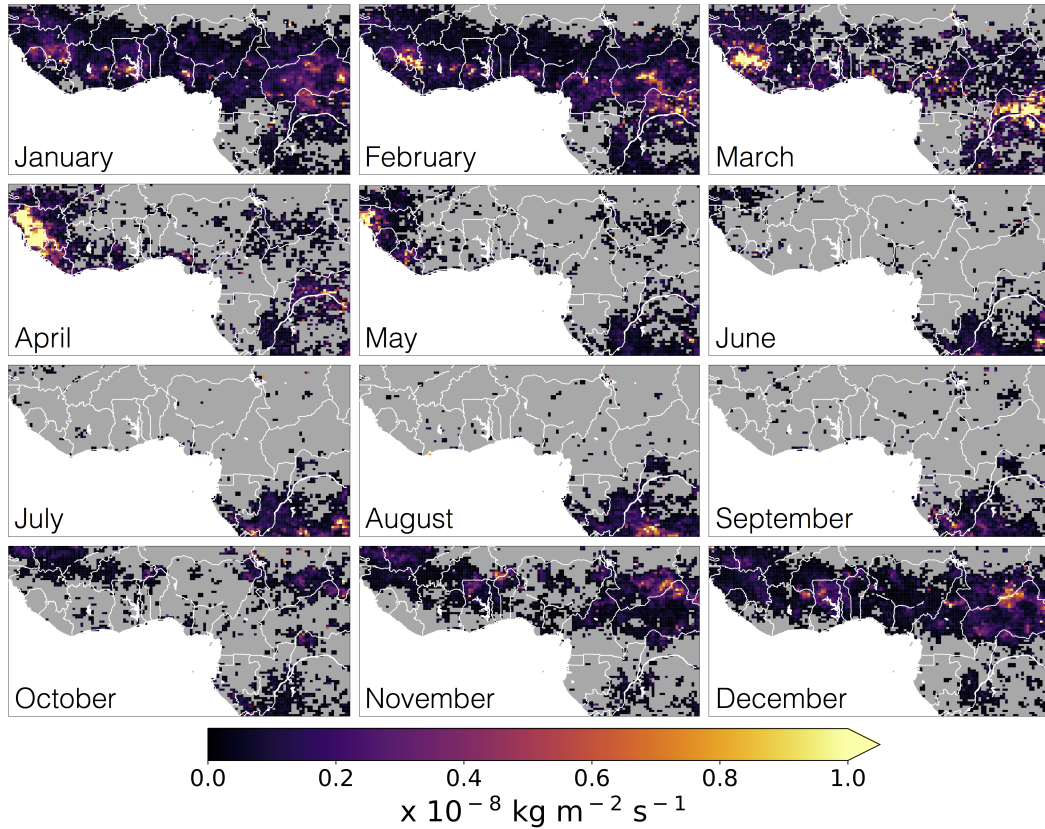 January
February
March
April
May
June
July
August
September
October
November
December
0.0 0.2 0.4 0.6 0.8 1.0
x 10⁻⁸ kg m⁻² s⁻¹